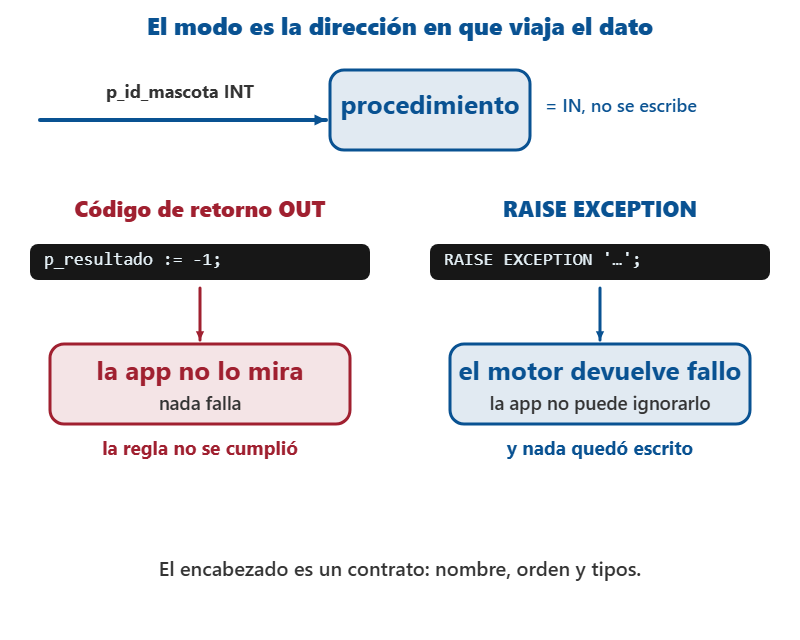 El modo es la dirección en que viaja el dato
p_id_mascota INT
procedimiento
= IN, no se escribe
Código de retorno OUT
p_resultado := -1;
la app no lo mira
nada falla
la regla no se cumplió
RAISE EXCEPTION
RAISE EXCEPTION '…';
el motor devuelve fallo
la app no puede ignorarlo
y nada quedó escrito
El encabezado es un contrato: nombre, orden y tipos.